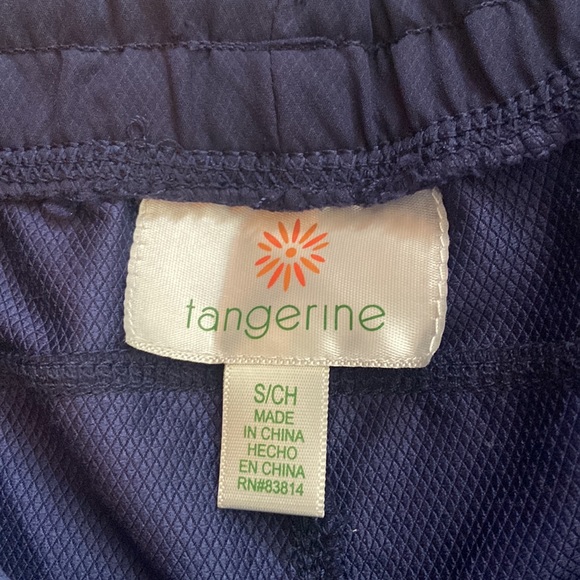 tangerine
S/CH
MADE
IN CHINA
HECHO
EN CHINA
RN#83814